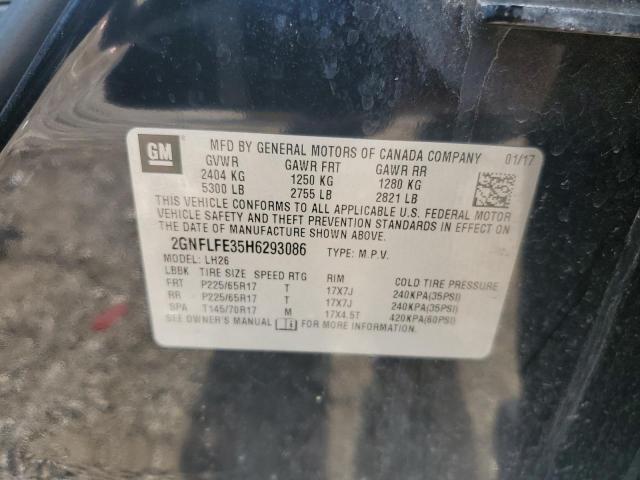 GM
MFD BY GENERAL MOTORS OF CANADA COMPANY 01/17
GVWR GAWR FRT GAWR RR
2404 KG 1250 KG 1280 KG
5300 LB 2755 LB 2821 LB
THIS VEHICLE CONFORMS TO ALL APPLICABLE U.S. FEDERAL MOTOR
VEHICLE SAFETY AND THEFT PREVENTION STANDARDS IN EFFECT ON
THE DATE OF MANUFACTURE SHOWN ABOVE.
2GNFLFE35H6293086 TYPE: M.P.V.
MODEL: LH26
LBBK TIRE SIZE SPEED RTG RIM COLD TIRE PRESSURE
FRT P225/65R17 T 17X7J 240KPA(35PSI)
RR P225/65R17 T 17X7J 240KPA(35PSI)
SPA T145/70R17 M 17X4.5T 420KPA(60PSI)
SEE OWNER'S MANUAL FOR MORE INFORMATION.